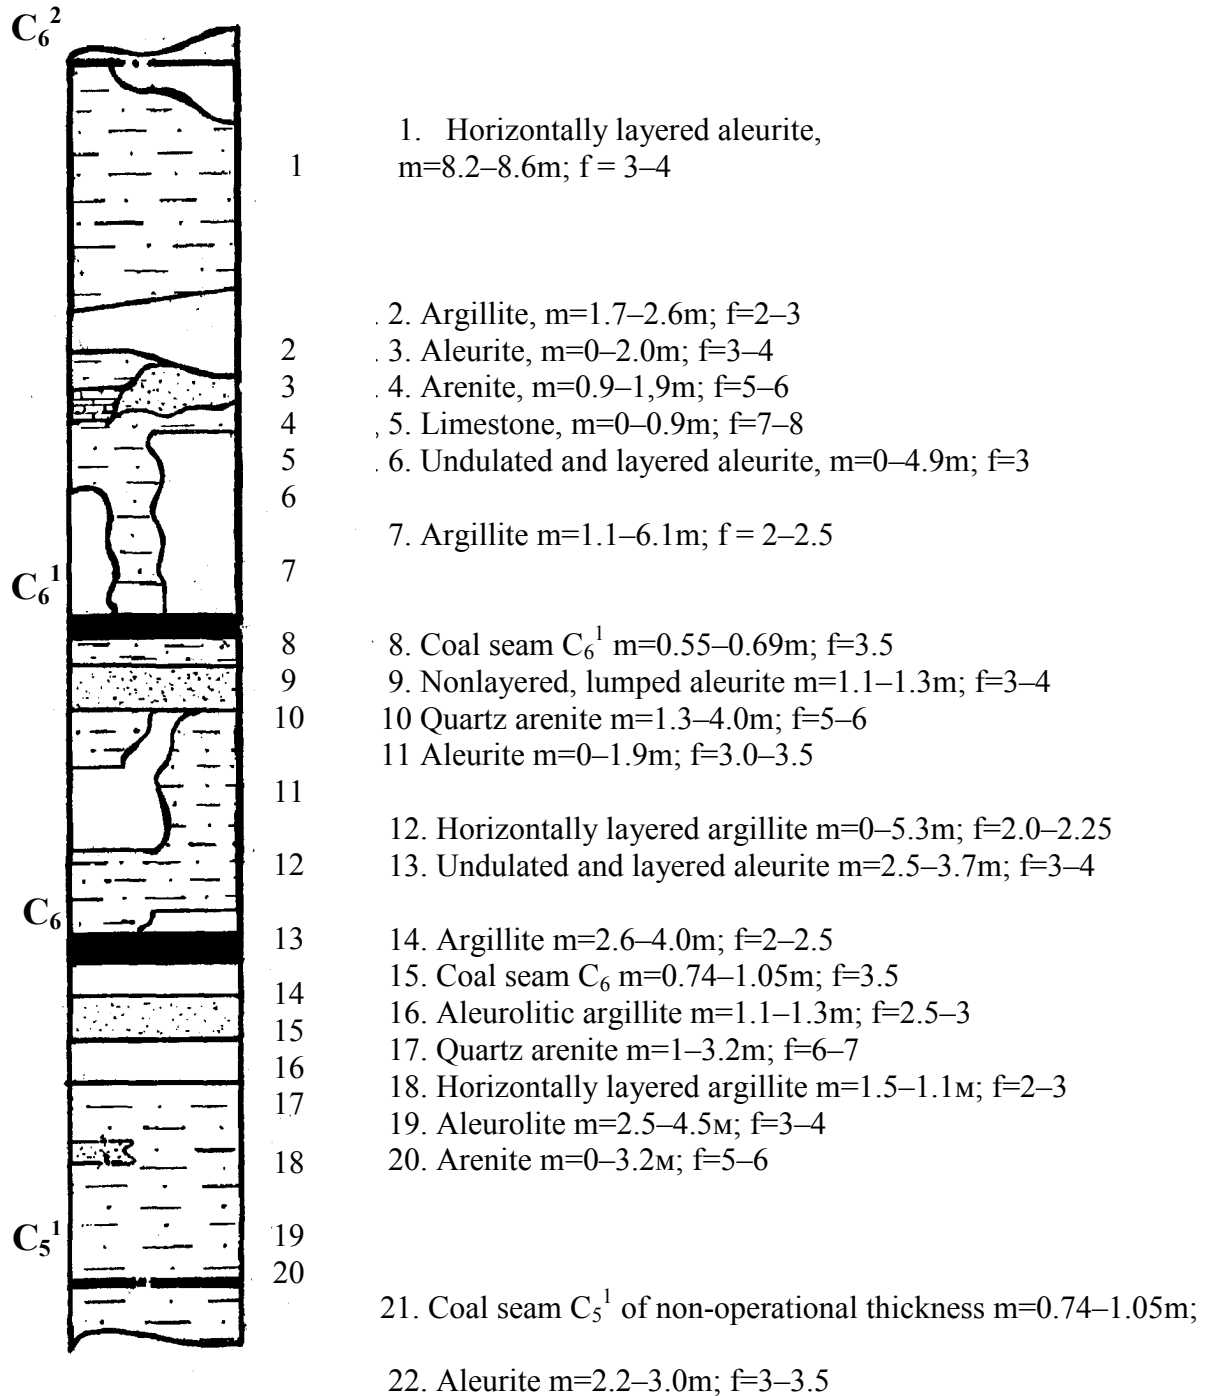 C₆²
1. Horizontally layered aleurite,
1 m=8.2–8.6m; f = 3–4
2. Argillite, m=1.7–2.6m; f=2–3
2 3. Aleurite, m=0–2.0m; f=3–4
3 4. Arenite, m=0.9–1,9m; f=5–6
4 5. Limestone, m=0–0.9m; f=7–8
5 6. Undulated and layered aleurite, m=0–4.9m; f=3
6
7. Argillite m=1.1–6.1m; f = 2–2.5
C₆¹ 7
8 8. Coal seam C₆¹ m=0.55–0.69m; f=3.5
9 9. Nonlayered, lumped aleurite m=1.1–1.3m; f=3–4
10 10 Quartz arenite m=1.3–4.0m; f=5–6
11 Aleurite m=0–1.9m; f=3.0–3.5
11
12. Horizontally layered argillite m=0–5.3m; f=2.0–2.25
12 13. Undulated and layered aleurite m=2.5–3.7m; f=3–4
C₆
13 14. Argillite m=2.6–4.0m; f=2–2.5
15. Coal seam C₆ m=0.74–1.05m; f=3.5
14
16. Aleurolitic argillite m=1.1–1.3m; f=2.5–3
15
17. Quartz arenite m=1–3.2m; f=6–7
16
18. Horizontally layered argillite m=1.5–1.1м; f=2–3
17
19. Aleurolite m=2.5–4.5м; f=3–4
18 20. Arenite m=0–3.2м; f=5–6
C₅¹ 19
20
21. Coal seam C₅¹ of non-operational thickness m=0.74–1.05m;
22. Aleurite m=2.2–3.0m; f=3–3.5